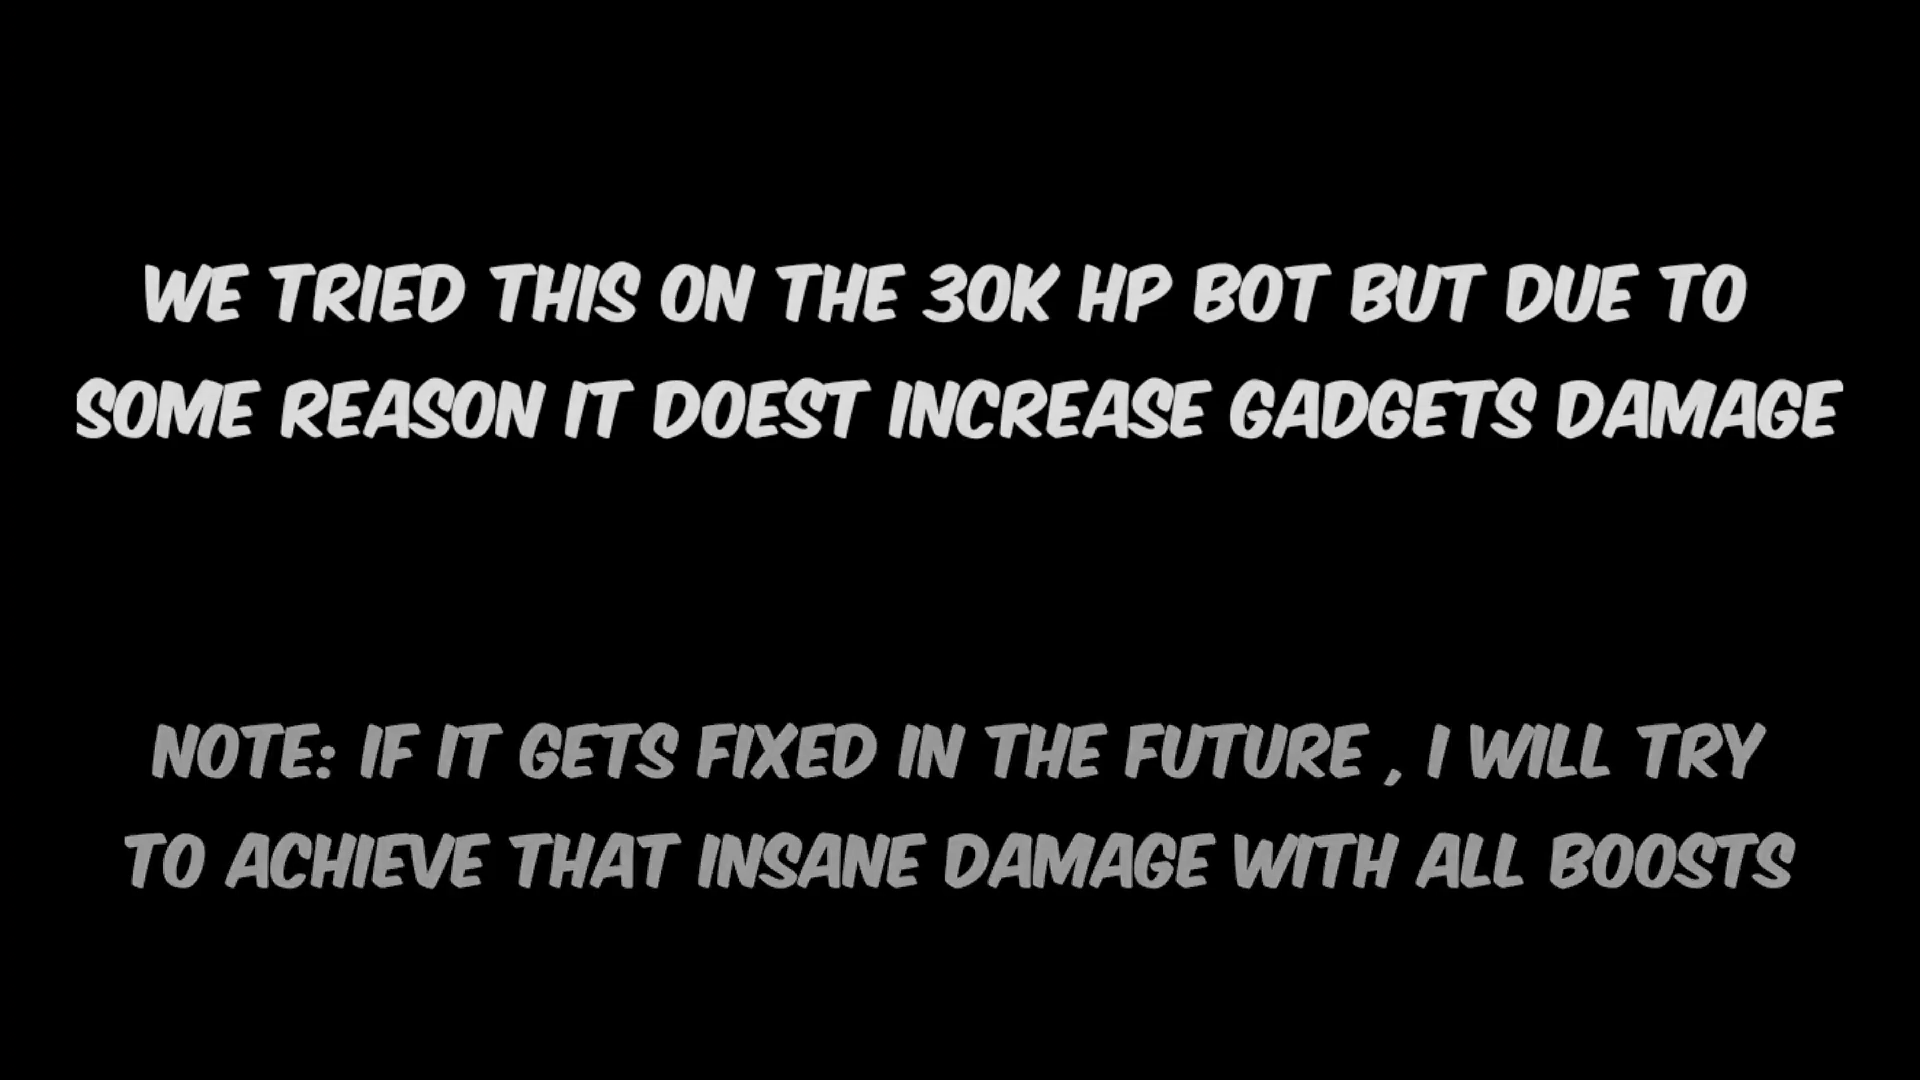 WE TRIED THIS ON THE 30K HP BOT BUT DUE TO
SOME REASON IT DOEST INCREASE GADGETS DAMAGE
NOTE: IF IT GETS FIXED IN THE FUTURE , I WILL TRY
TO ACHIEVE THAT INSANE DAMAGE WITH ALL BOOSTS